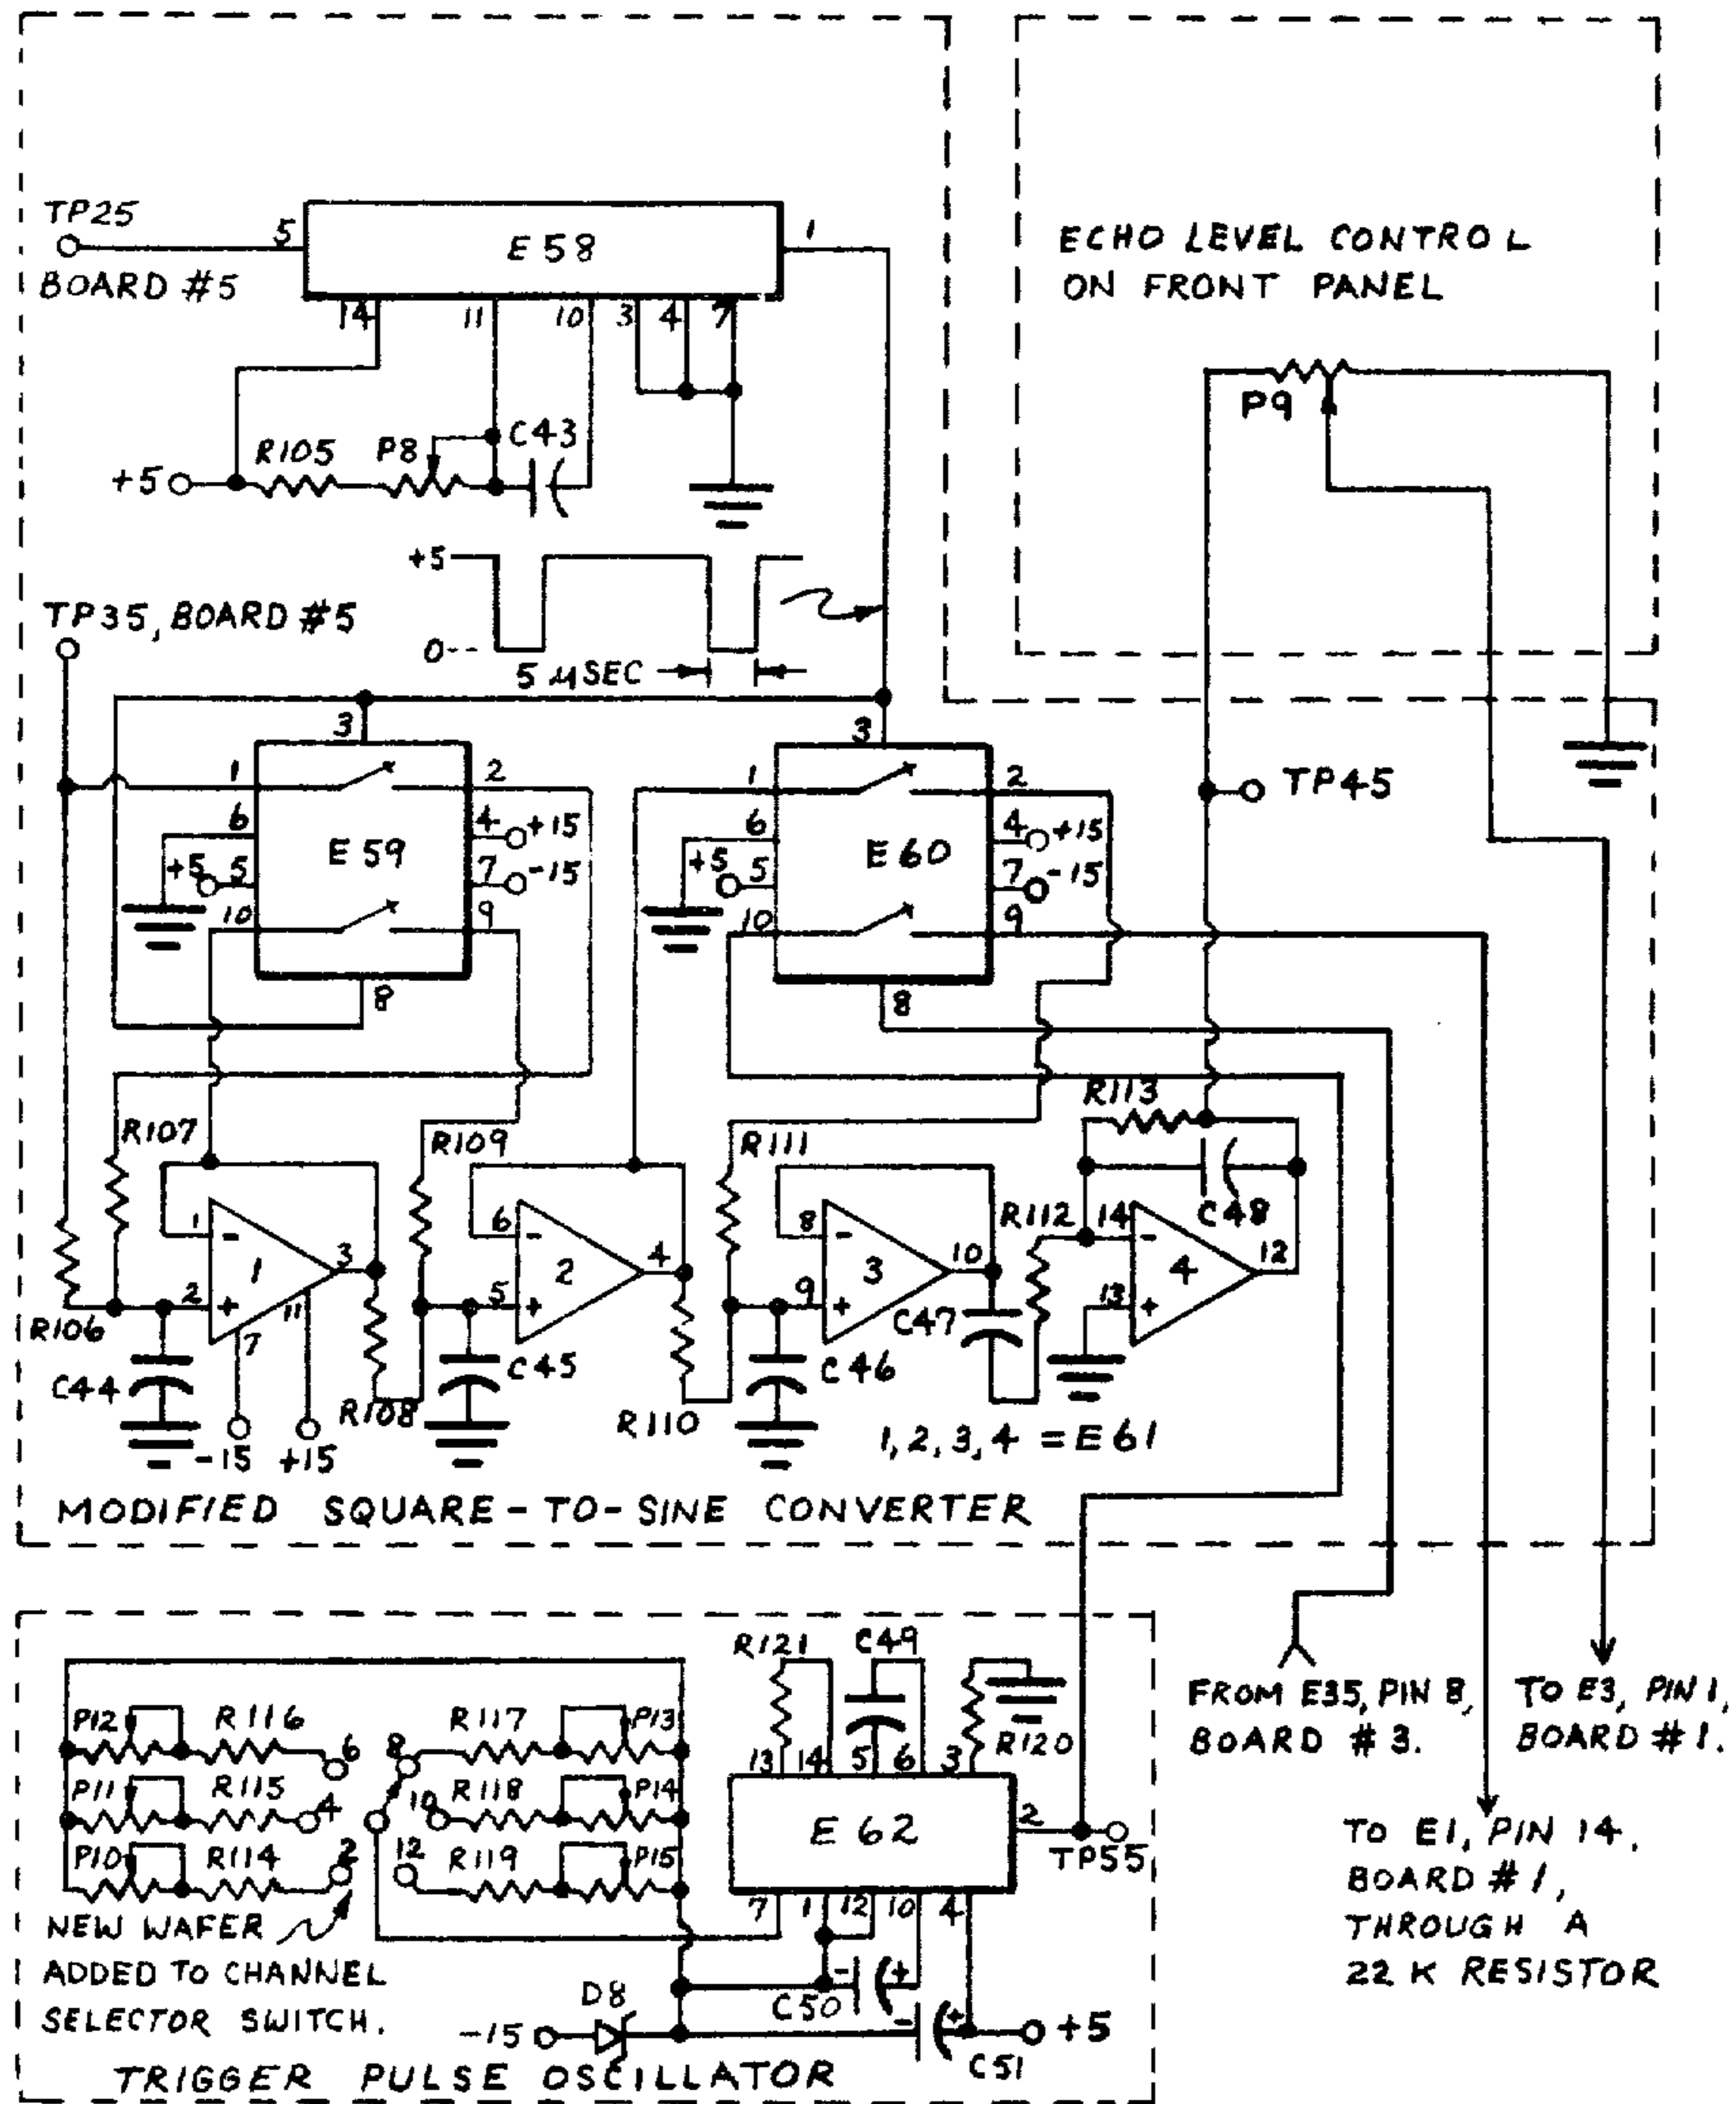 TP25
5
E58
1
BOARD #5
14
11
10
3
4
7
ECHO LEVEL CONTROL
ON FRONT PANEL
P9
R105
P8
C43
+5
+5
TP35, BOARD #5
0--
5 µSEC
3
3
1
2
1
2
TP45
6
4
+15
6
4
+15
E59
E60
+5
5
7
-15
+5
5
7
-15
10
9
10
9
8
8
R113
R107
R109
R111
1
6
8
R112
14
C48
-
3
-
4
-
10
-
12
1
2
3
4
2
+
11
5
+
9
+
C47
13
+
R106
7
C44
C45
C46
R108
R110
-15
+15
1,2,3,4 = E61
MODIFIED SQUARE-TO-SINE CONVERTER
R121
C49
P12
R116
6
8
R117
P13
13
14
5
6
3
R120
P11
R115
4
10
R118
P14
E62
2
P10
R114
2
12
R119
P15
TP55
7
1
12
10
4
NEW WAFER
ADDED TO CHANNEL
SELECTOR SWITCH.
D8
-
+
C50
-
+
-15
+5
C51
TRIGGER PULSE OSCILLATOR
FROM E35, PIN 8,
BOARD #3.
TO E3, PIN 1,
BOARD #1.
TO E1, PIN 14,
BOARD #1,
THROUGH A
22 K RESISTOR